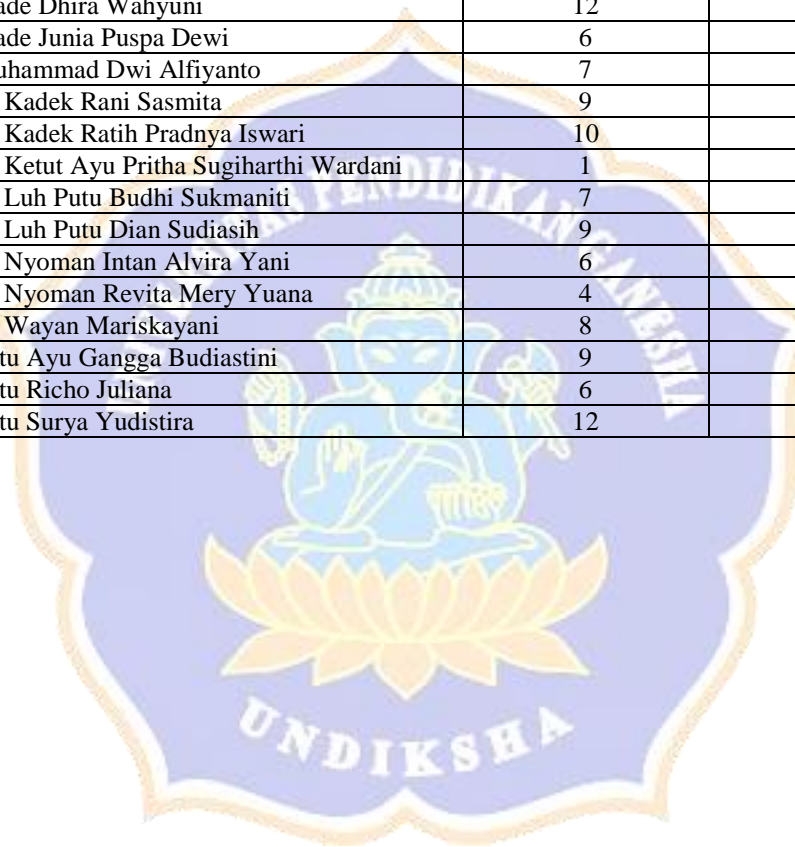 ade Dhira Wahyuni 12
ade Junia Puspa Dewi 6
uhammad Dwi Alfiyanto 7
Kadek Rani Sasmita 9
Kadek Ratih Pradnya Iswari 10
Ketut Ayu Pritha Sugiharthi Wardani 1
Luh Putu Budhi Sukmaniti 7
Luh Putu Dian Sudiasih 9
Nyoman Intan Alvira Yani 6
Nyoman Revita Mery Yuana 4
Wayan Mariskayani 8
tu Ayu Gangga Budiastini 9
tu Richo Juliana 6
tu Surya Yudistira 12
PENDIDIKAN GANESHA
UNDIKSHA